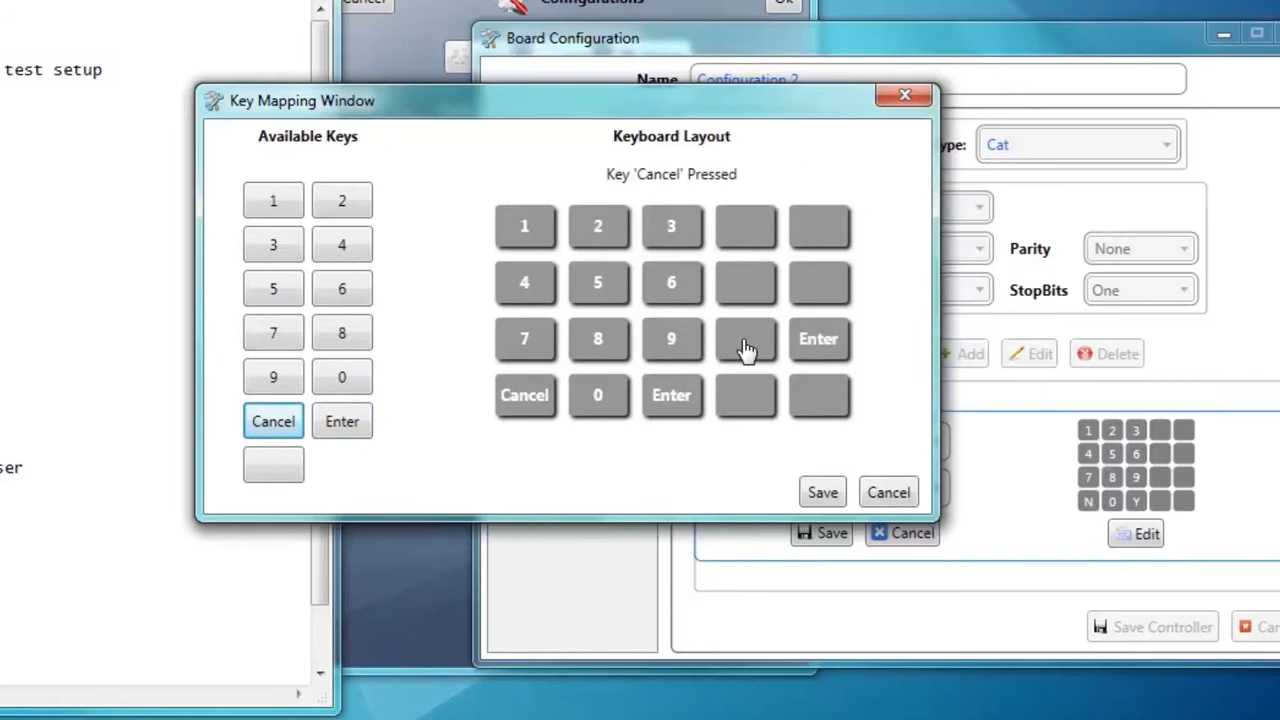 Cancel
Configurations
Ok
Board Configuration
test setup
Name
Configuration 2
Key Mapping Window
Available Keys
Keyboard Layout
Cat
Key 'Cancel' Pressed
1 2
3 4
5 6
7 8
9 0
Cancel Enter
1 2 3
4 5 6
7 8 9 Enter
Cancel 0 Enter
Save Cancel
Parity None
StopBits One
Add Edit Delete
1 2 3
4 5 6
7 8 9
N 0 Y
ser
Save Cancel
Edit
Save Controller